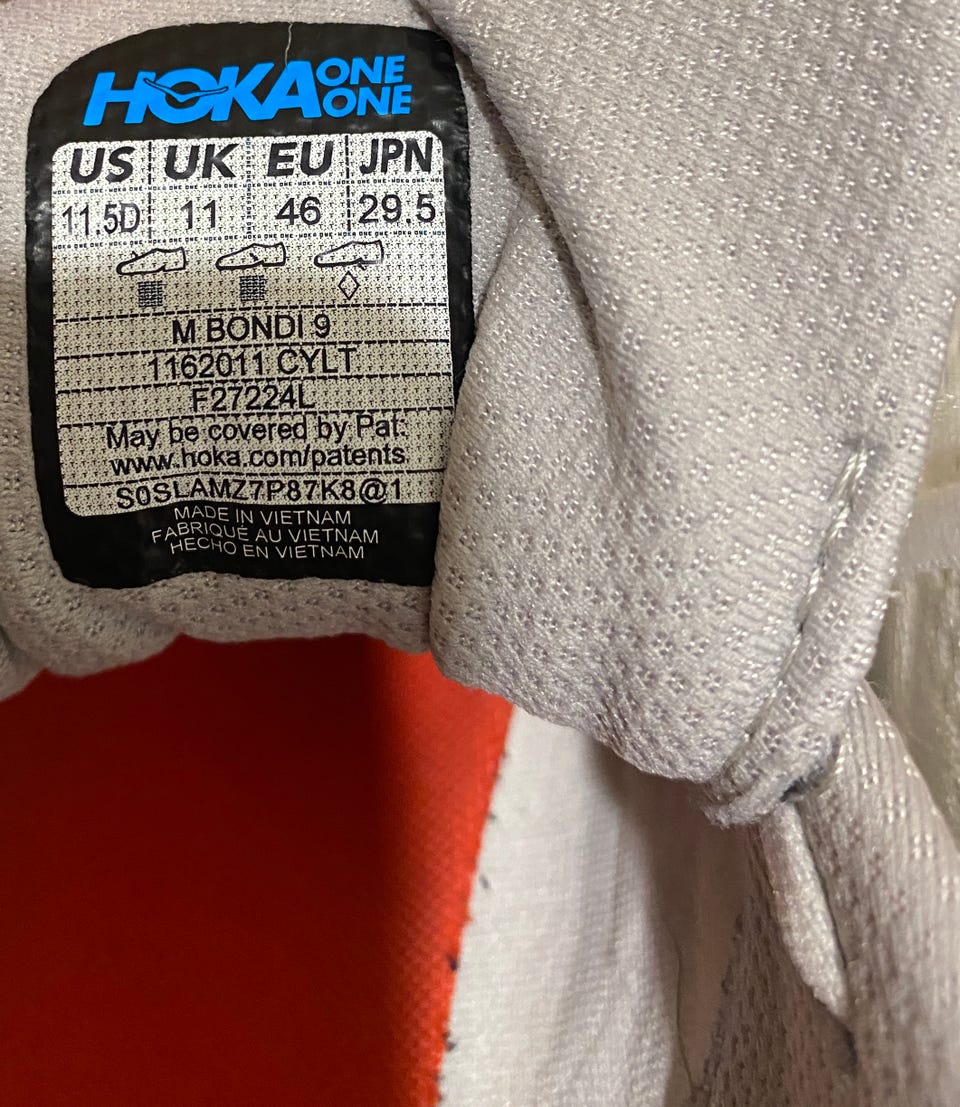 HOKA ONE ONE
US UK EU JPN
11.5D 11 46 29.5
M BONDI 9
1162011 CYLT
F27224L
May be covered by Pat:
www.hoka.com/patents
S0SLAMZ7P87K8@1
MADE IN VIETNAM
FABRIQUÉ AU VIETNAM
HECHO EN VIETNAM